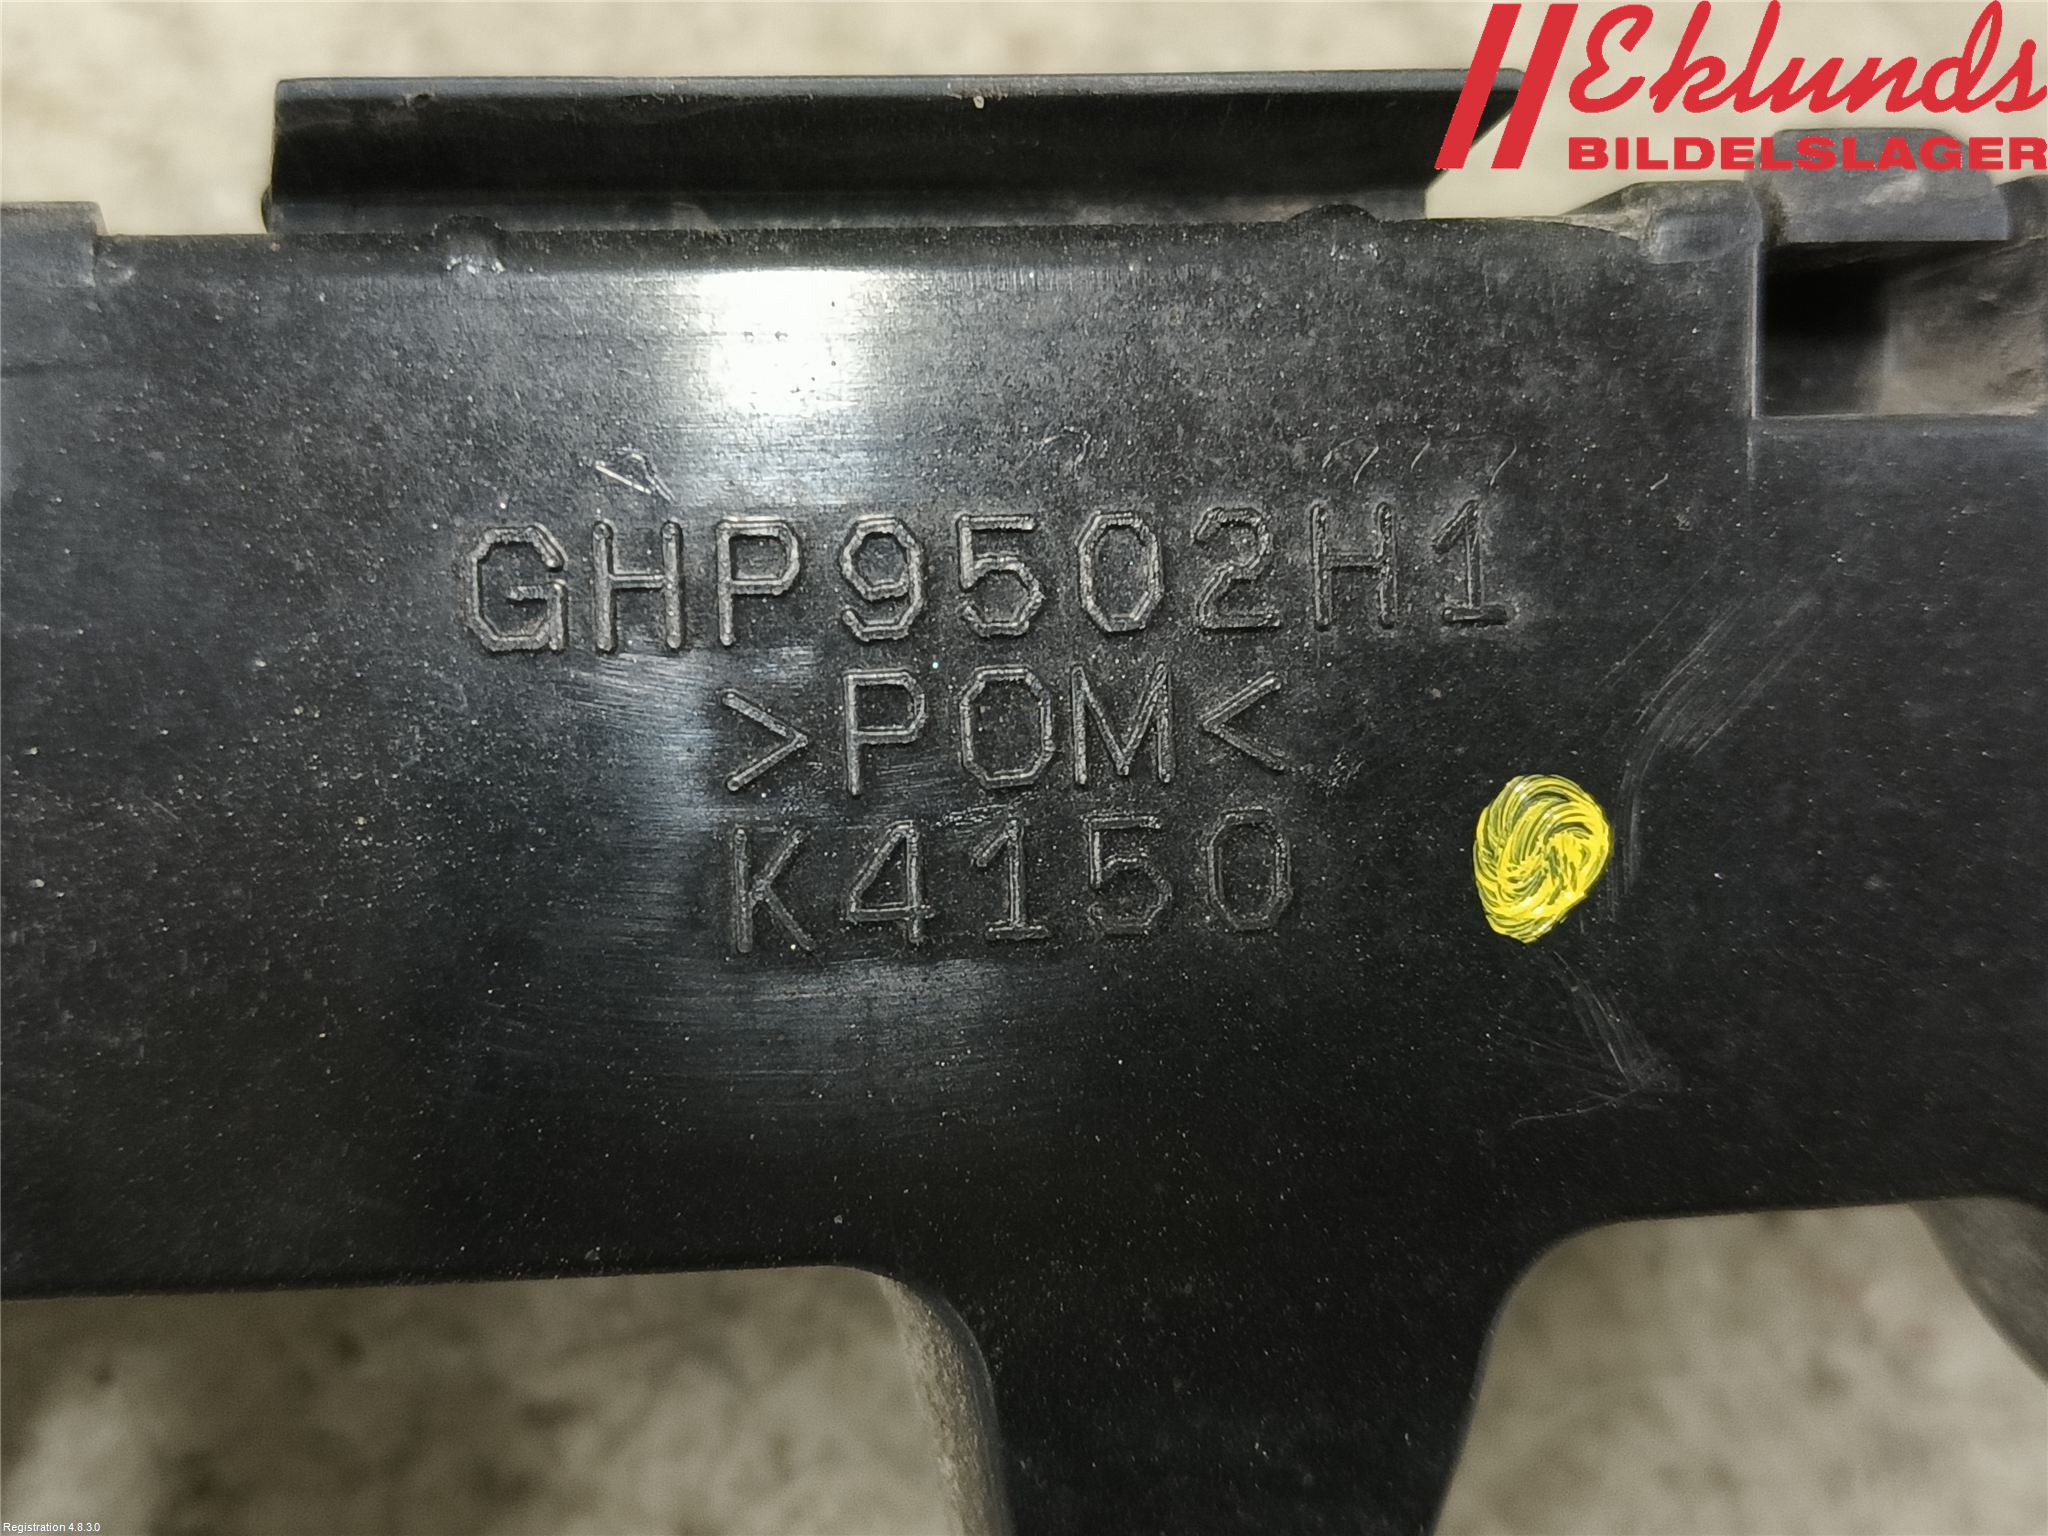 Eklunds
BILDELSLAGER
GHP9502H1
>POM<
K4150
Registration 4.8.3.0